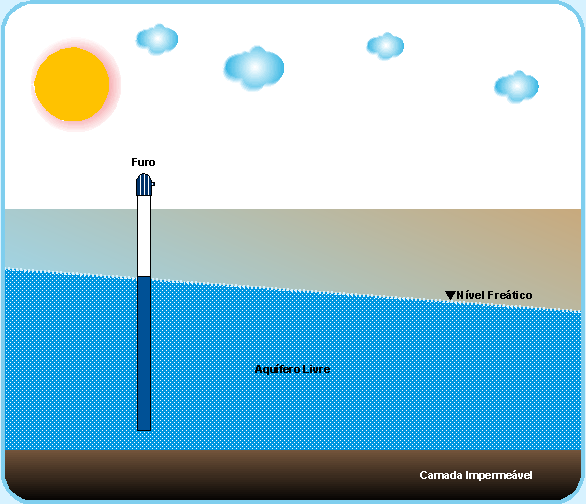 Furo
Nível Freático
Aquífero Livre
Camada Impermeável